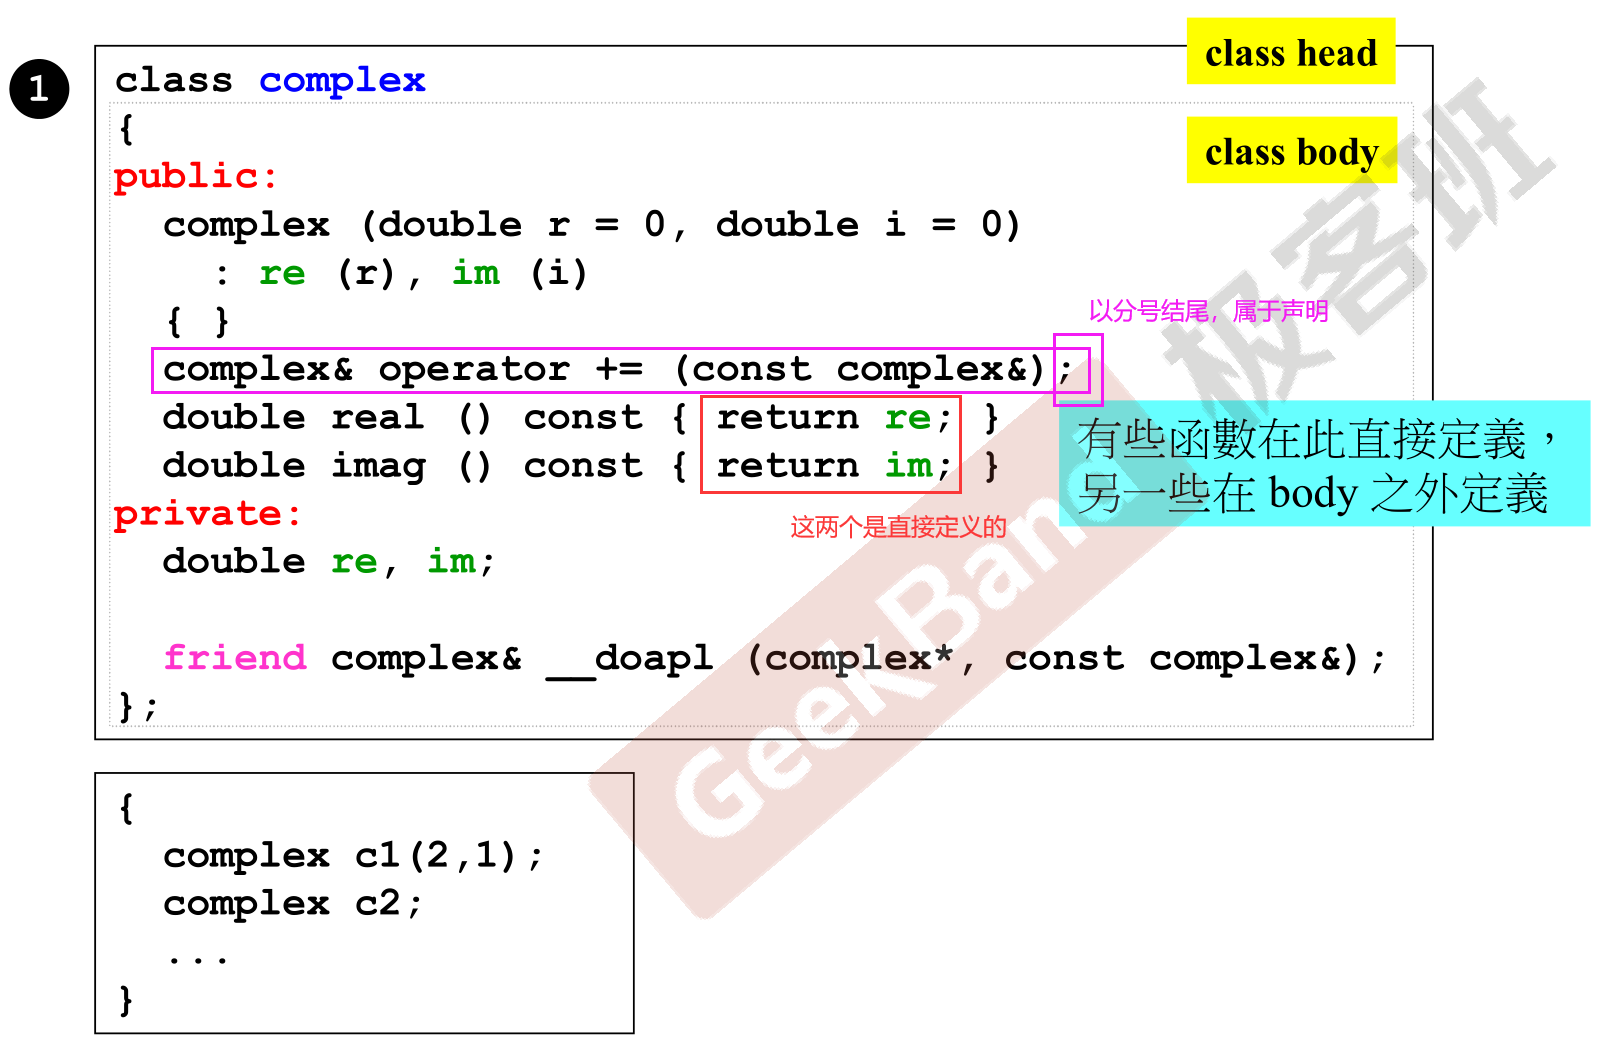 class head
1
class complex
{
class body
public:
complex (double r = 0, double i = 0)
: re (r), im (i)
{ }
以分号结尾，属于声明
complex& operator += (const complex&);
double real () const { return re; }
double imag () const { return im; }
有些函數在此直接定義，
另一些在 body 之外定義
private:
这两个是直接定义的
double re, im;
friend complex& __doapl (complex*, const complex&);
};
{
complex c1(2,1);
complex c2;
...
}
GeekBand 极客班